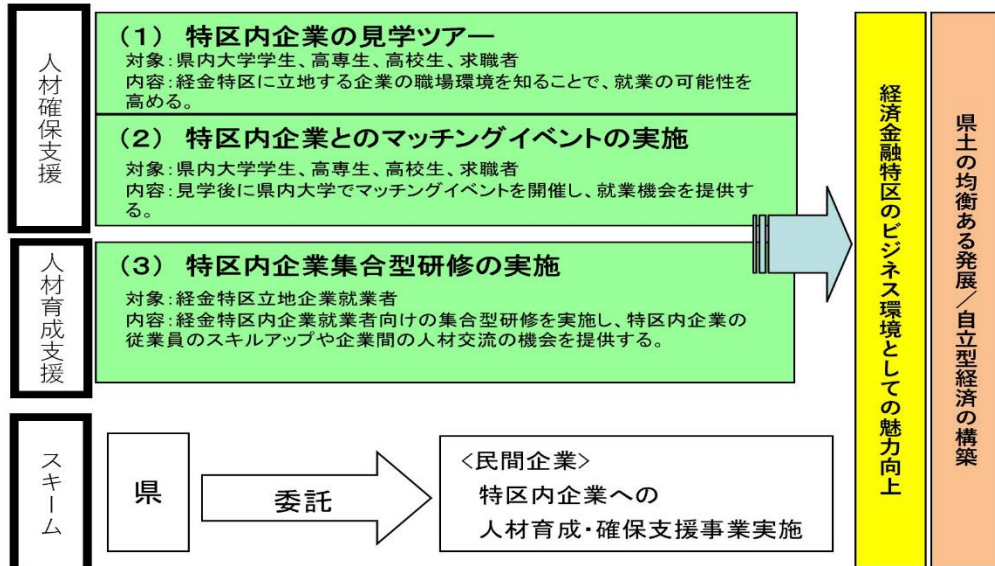 人材確保支援
(1) 特区内企業の見学ツアー
対象:県内大学学生、高専生、高校生、求職者
内容:経金特区に立地する企業の職場環境を知ることで、就業の可能性を
高める。
(2) 特区内企業とのマッチングイベントの実施
対象:県内大学学生、高専生、高校生、求職者
内容:見学後に県内大学でマッチングイベントを開催し、就業機会を提供す
る。
人材育成支援
(3) 特区内企業集合型研修の実施
対象:経金特区立地企業就業者
内容:経金特区内企業就業者向けの集合型研修を実施し、特区内企業の
従業員のスキルアップや企業間の人材交流の機会を提供する。
スキーム
県
委託
<民間企業>
特区内企業への
人材育成・確保支援事業実施
経済金融特区のビジネス環境としての魅力向上
県土の均衡ある発展/自立型経済の構築